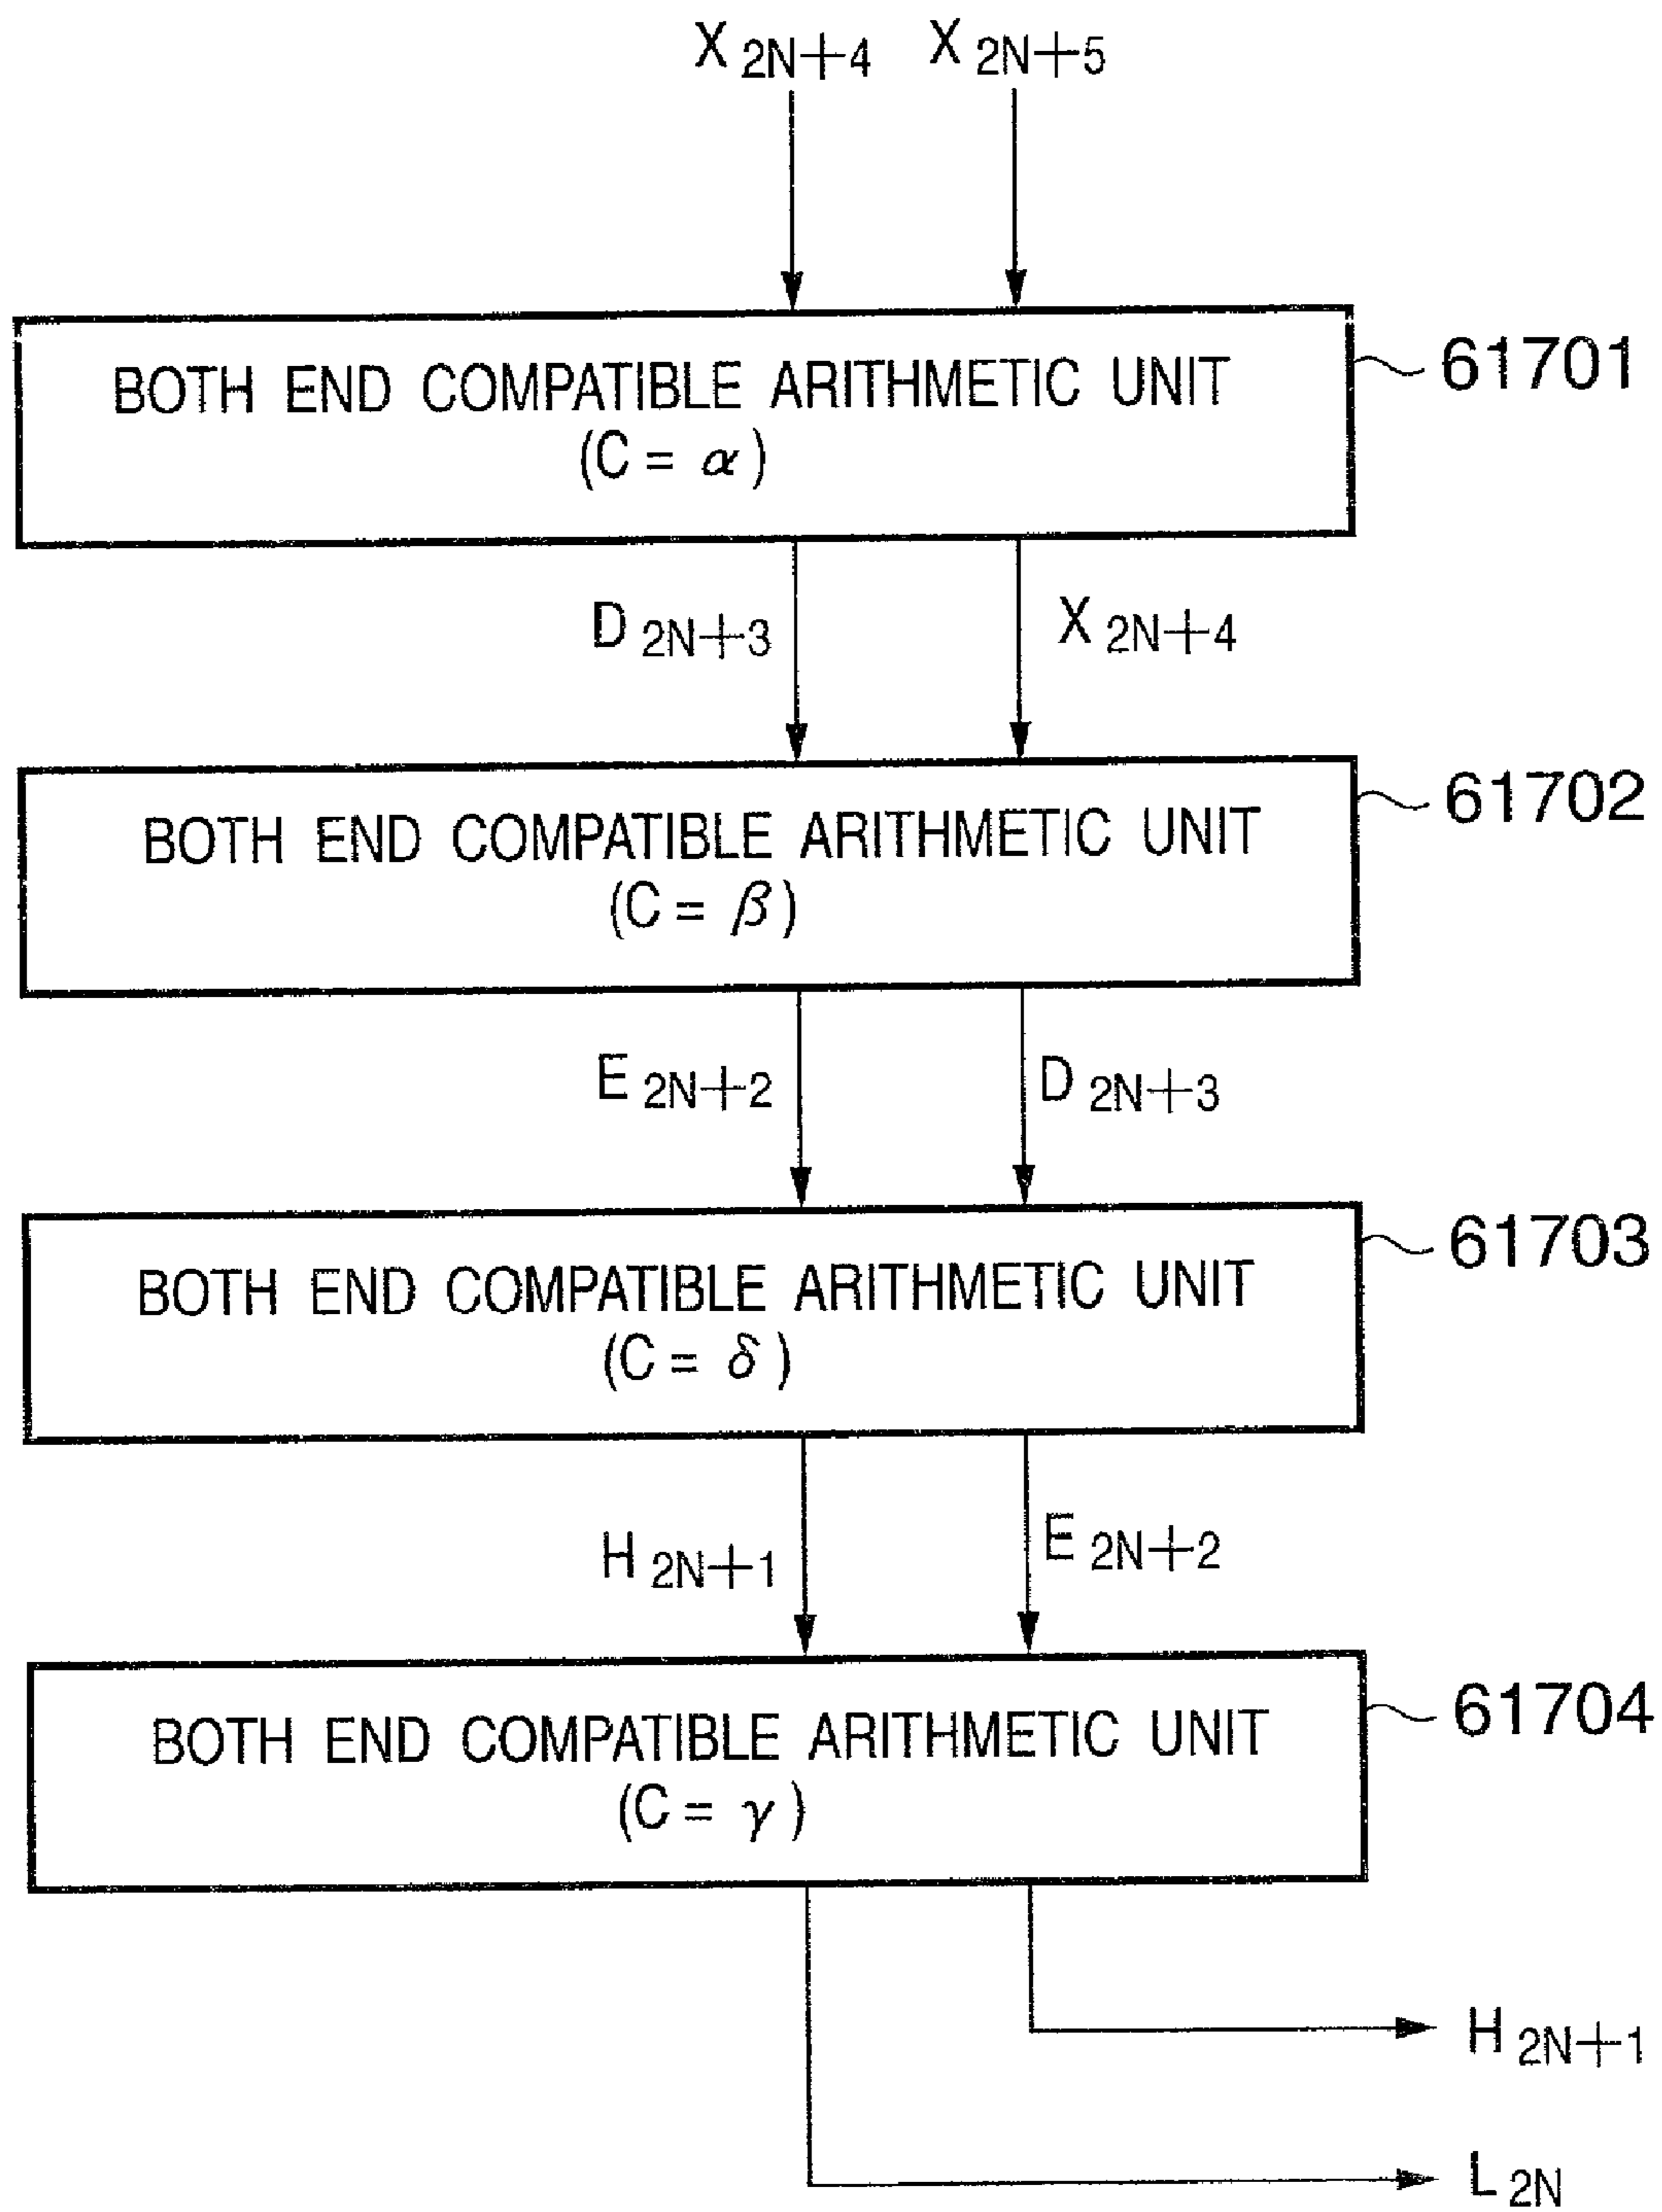 X 2N+4 X 2N+5
BOTH END COMPATIBLE ARITHMETIC UNIT
(C = α)
61701
D 2N+3 X 2N+4
BOTH END COMPATIBLE ARITHMETIC UNIT
(C = β)
61702
E 2N+2 D 2N+3
BOTH END COMPATIBLE ARITHMETIC UNIT
(C = δ)
61703
H 2N+1 E 2N+2
BOTH END COMPATIBLE ARITHMETIC UNIT
(C = γ)
61704
H 2N+1
L 2N